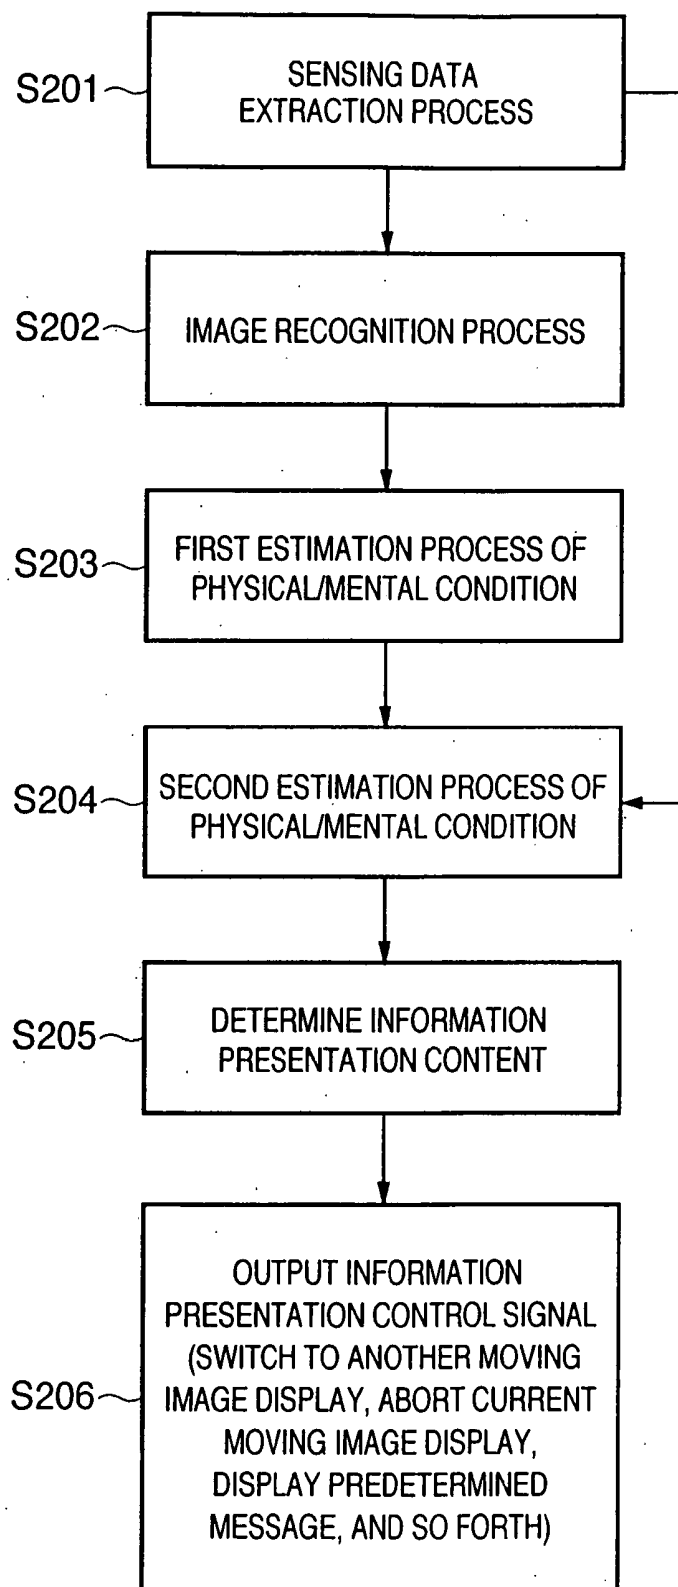 S201
SENSING DATA
EXTRACTION PROCESS
S202
IMAGE RECOGNITION PROCESS
S203
FIRST ESTIMATION PROCESS OF
PHYSICAL/MENTAL CONDITION
S204
SECOND ESTIMATION PROCESS OF
PHYSICAL/MENTAL CONDITION
S205
DETERMINE INFORMATION
PRESENTATION CONTENT
S206
OUTPUT INFORMATION
PRESENTATION CONTROL SIGNAL
(SWITCH TO ANOTHER MOVING
IMAGE DISPLAY, ABORT CURRENT
MOVING IMAGE DISPLAY,
DISPLAY PREDETERMINED
MESSAGE, AND SO FORTH)